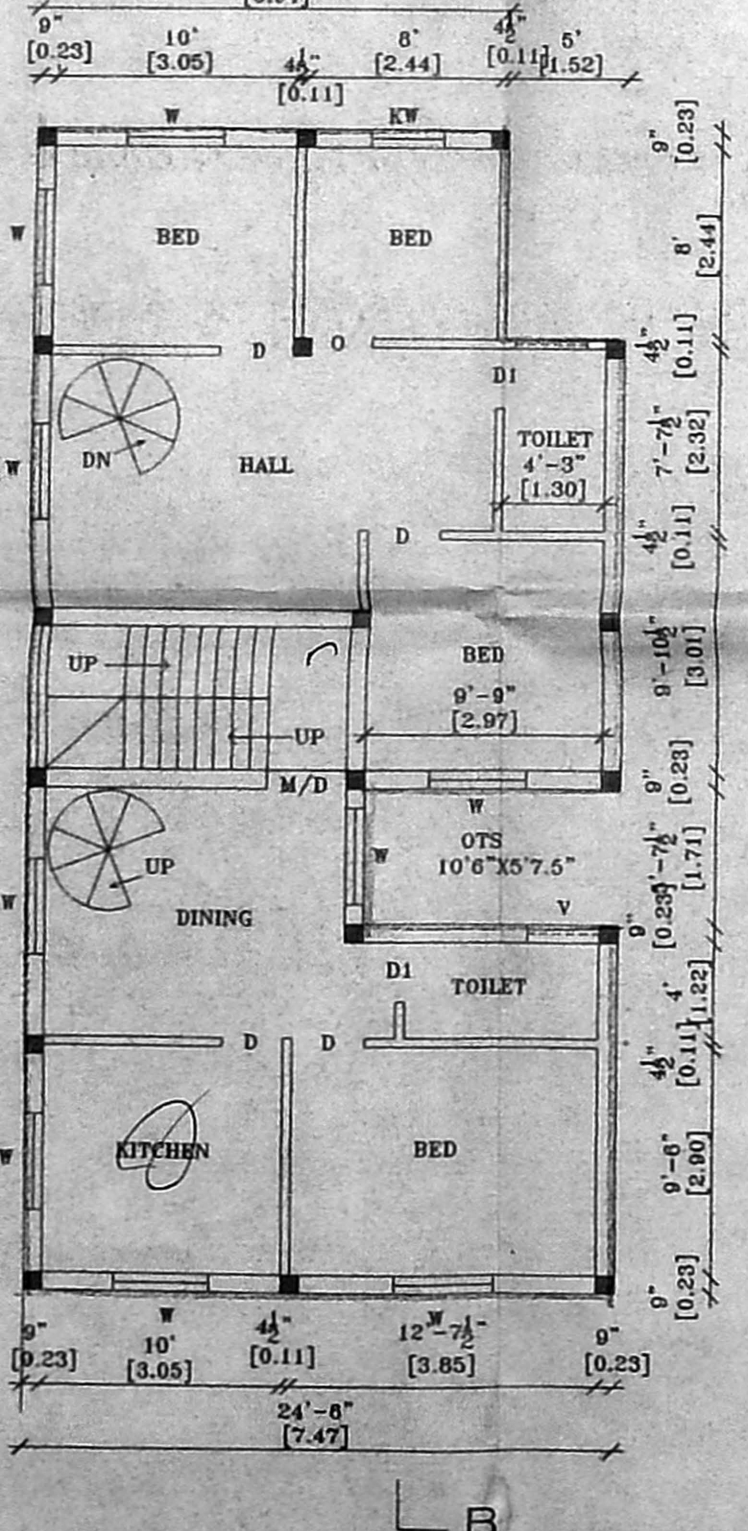 9" 10' 4½" 8' 4½" 5'
[0.23] [3.05] [0.11] [2.44] [0.11] [1.52]
W KW
9"
[0.23]
W BED BED
8'
[2.44]
D O
4½"
[0.11]
D1
DN
W HALL
TOILET
4'-3"
[1.30]
7'-7½"
[2.32]
D
4½"
[0.11]
UP
BED
9'-9"
[2.97]
9'-10½"
[3.01]
UP
M/D
9"
[0.23]
W
UP
W
OTS
10'6"X5'7.5"
5'-7½"
[1.71]
W
DINING
V
9"
[0.23]
D1
TOILET
4'
[1.22]
D D
4½"
[0.11]
W KITCHEN BED
9'-6"
[2.90]
9"
[0.23]
W W
9" 10' 4½" 12'-7½" 9"
[0.23] [3.05] [0.11] [3.85] [0.23]
24'-6"
[7.47]
B